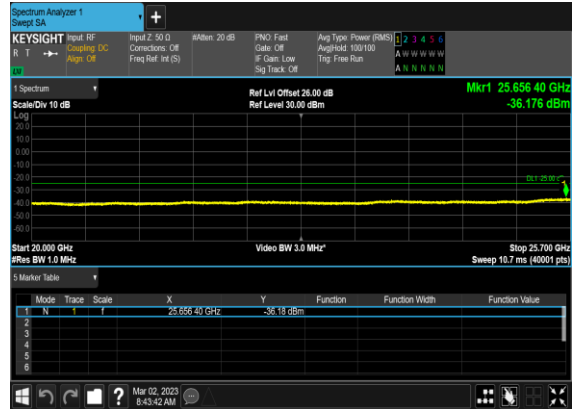 Spectrum Analyzer 1
Swept SA
+
KEYSIGHT Input: RF Input Z: 50 Ω #Atten: 20 dB PNO: Fast Avg Type: Power (RMS) 1 2 3 4 5 6
R T Coupling: DC Corrections: Off Gate: Off Avg|Hold: 100/100 A W W W W W
Align: Off Freq Ref: Int (S) IF Gain: Low Trig: Free Run
Sig Track: Off A N N N N N
1 Spectrum Ref Lvl Offset 26.00 dB Mkr1 25.656 40 GHz
Scale/Div 10 dB Ref Level 30.00 dBm -36.176 dBm
Log
20.0
10.0
0.00
-10.0
-20.0
-30.0
-40.0
-50.0
-60.0
Start 20.000 GHz Video BW 3.0 MHz* Stop 25.700 GHz
#Res BW 1.0 MHz Sweep 10.7 ms (40001 pts)
5 Marker Table
Mode Trace Scale X Y Function Function Width Function Value
1 N 1 f 25.656 40 GHz -36.18 dBm
2
3
4
5
6
? Mar 02, 2023
8:43:42 AM